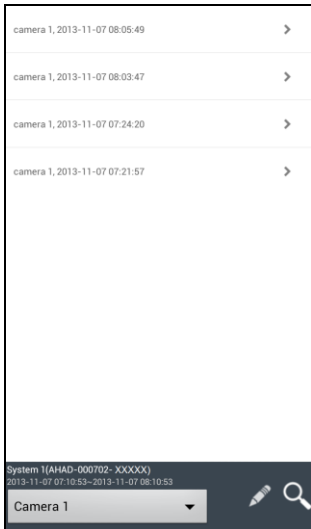 camera 1, 2013-11-07 08:05:49
camera 1, 2013-11-07 08:03:47
camera 1, 2013-11-07 07:24:20
camera 1, 2013-11-07 07:21:57
System 1(AHAD-000702- XXXXX)
2013-11-07 07:10:53~2013-11-07 08:10:53
Camera 1